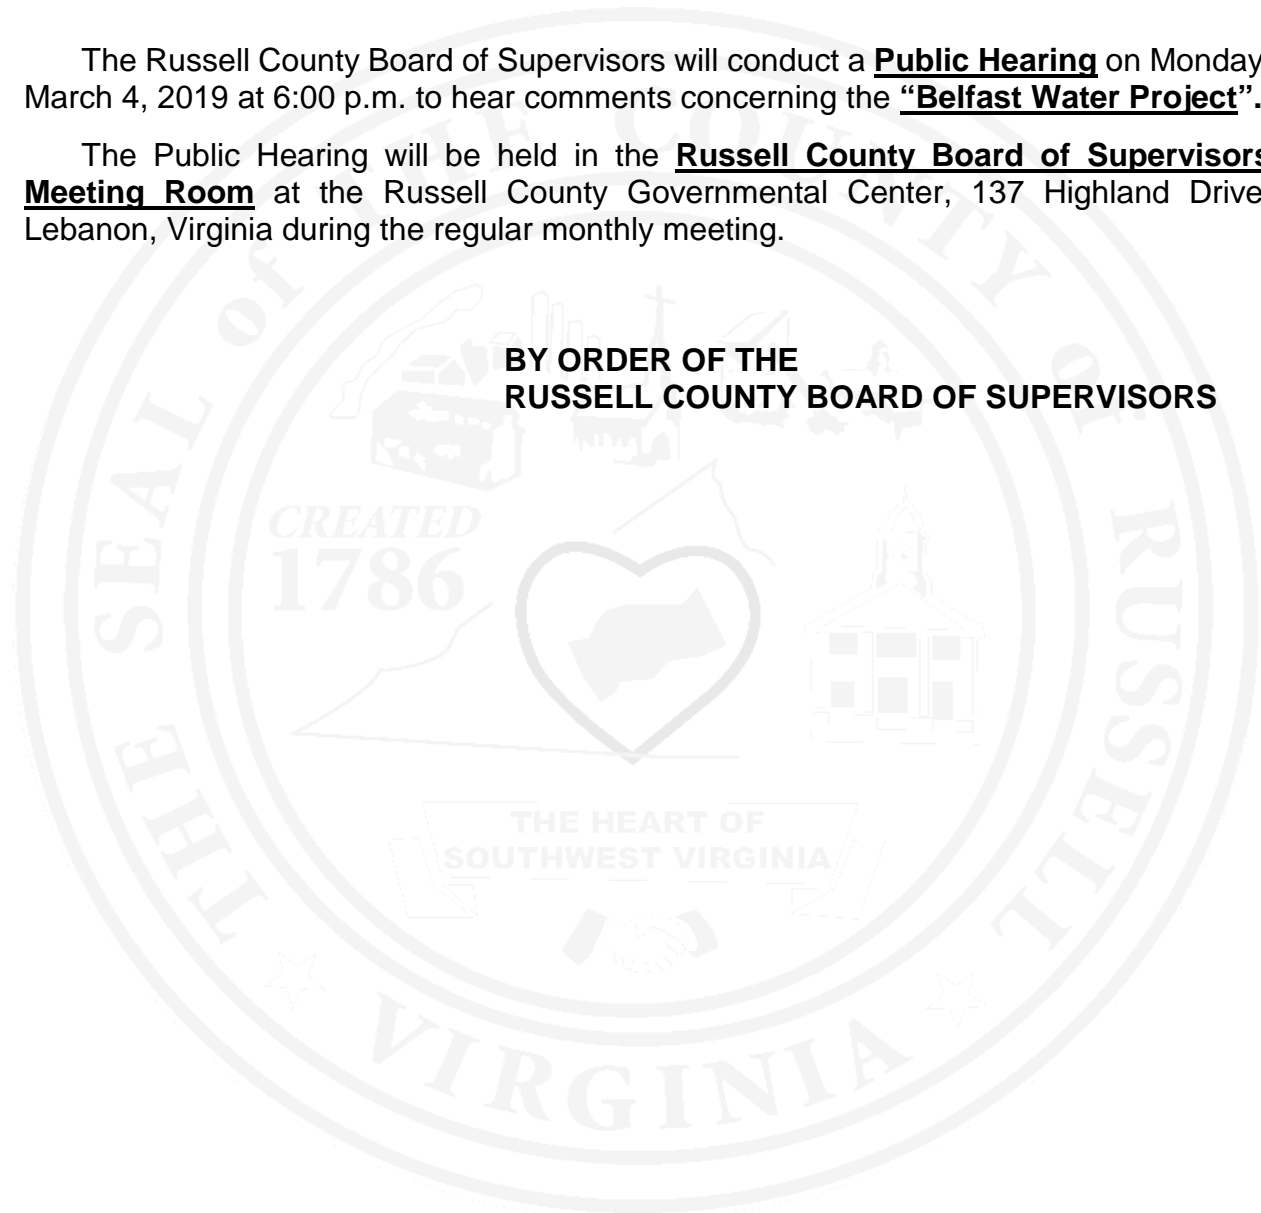 The Russell County Board of Supervisors will conduct a Public Hearing on Monday
March 4, 2019 at 6:00 p.m. to hear comments concerning the “Belfast Water Project”.
The Public Hearing will be held in the Russell County Board of Supervisors
Meeting Room at the Russell County Governmental Center, 137 Highland Drive
Lebanon, Virginia during the regular monthly meeting.
BY ORDER OF THE
RUSSELL COUNTY BOARD OF SUPERVISORS
THE SEAL of THE COUNTY of RUSSELL
CREATED
1786
THE HEART OF
SOUTHWEST VIRGINIA
VIRGINIA